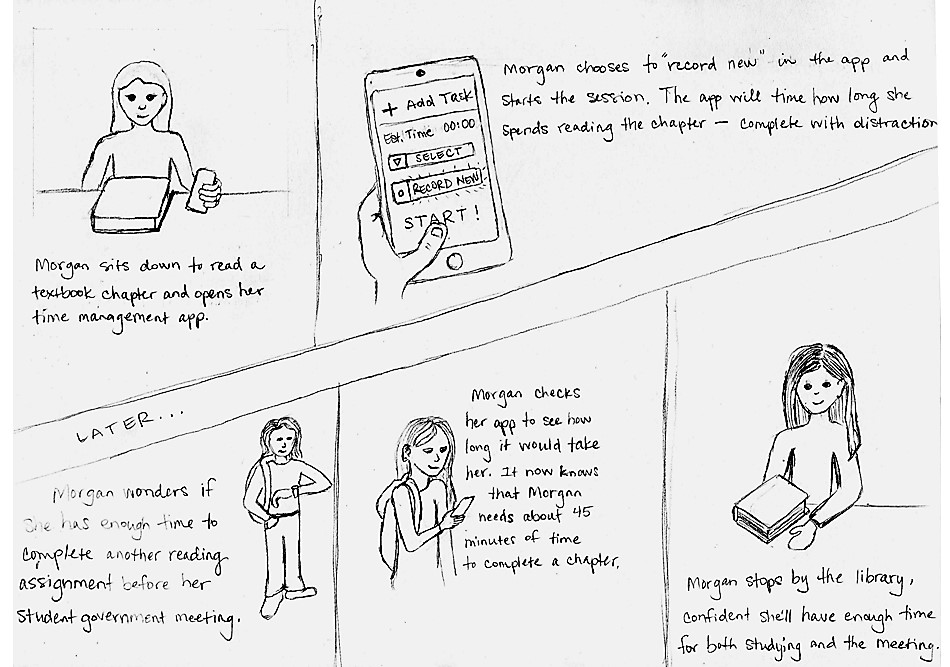 Morgan sits down to read a
textbook chapter and opens her
time management app.
+ Add Task
Est. Time 00:00
SELECT
RECORD NEW
START!
Morgan chooses to "record new" in the app and
starts the session. The app will time how long she
spends reading the chapter — complete with distraction
LATER...
Morgan wonders if
she has enough time to
complete another reading
assignment before her
student government meeting.
Morgan checks
her app to see how
long it would take
her. It now knows
that Morgan
needs about 45
minutes of time
to complete a chapter.
Morgan stops by the library,
confident she'll have enough time
for both studying and the meeting.